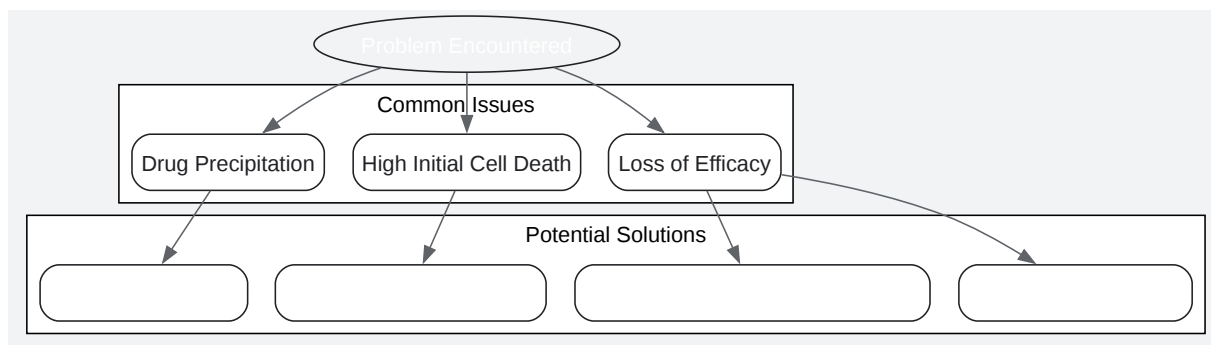 Problem Encountered
Common Issues
Drug Precipitation
High Initial Cell Death
Loss of Efficacy
Potential Solutions